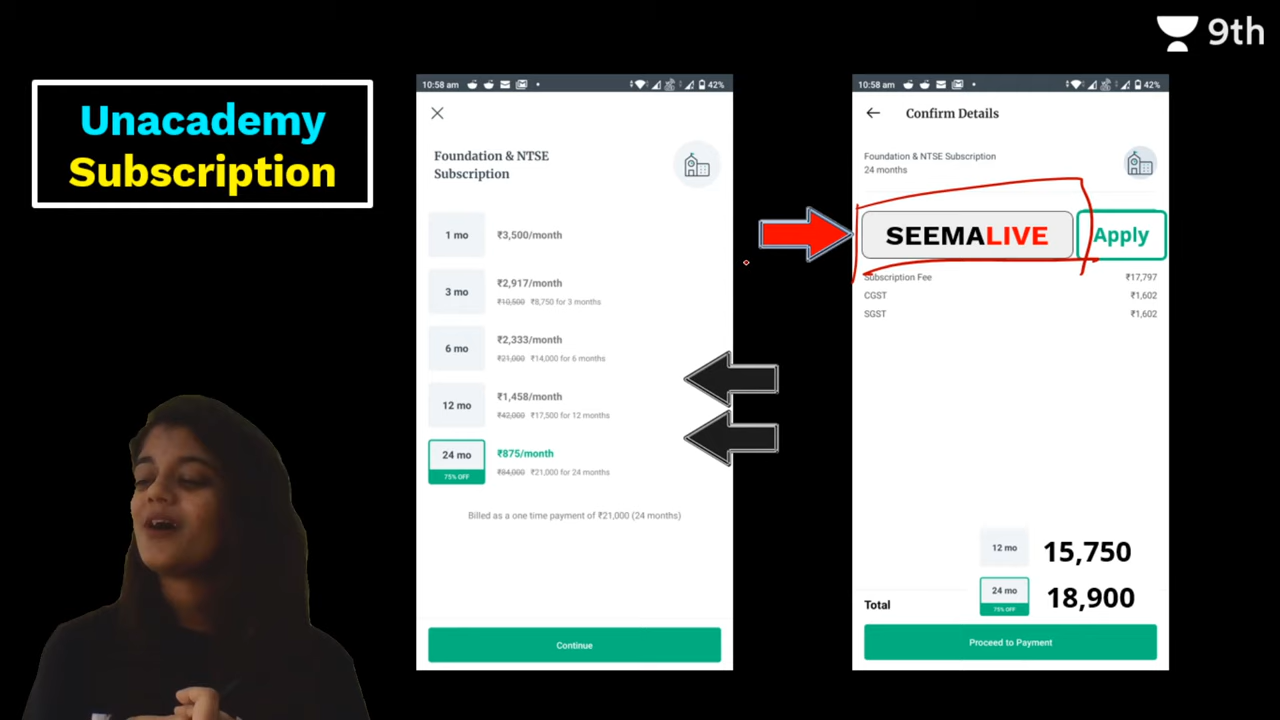 9th
Unacademy
Subscription
10:58 am
42%
Foundation & NTSE
Subscription
1 mo
₹3,500/month
3 mo
₹2,917/month
₹10,500 ₹8,750 for 3 months
6 mo
₹2,333/month
₹21,000 ₹14,000 for 6 months
12 mo
₹1,458/month
₹42,000 ₹17,500 for 12 months
24 mo
75% OFF
₹875/month
₹84,000 ₹21,000 for 24 months
Billed as a one time payment of ₹21,000 (24 months)
Continue
10:58 am
42%
Confirm Details
Foundation & NTSE Subscription
24 months
SEEMALIVE
Apply
Subscription Fee ₹17,797
CGST ₹1,602
SGST ₹1,602
12 mo 15,750
24 mo 18,900
75% OFF
Total
Proceed to Payment